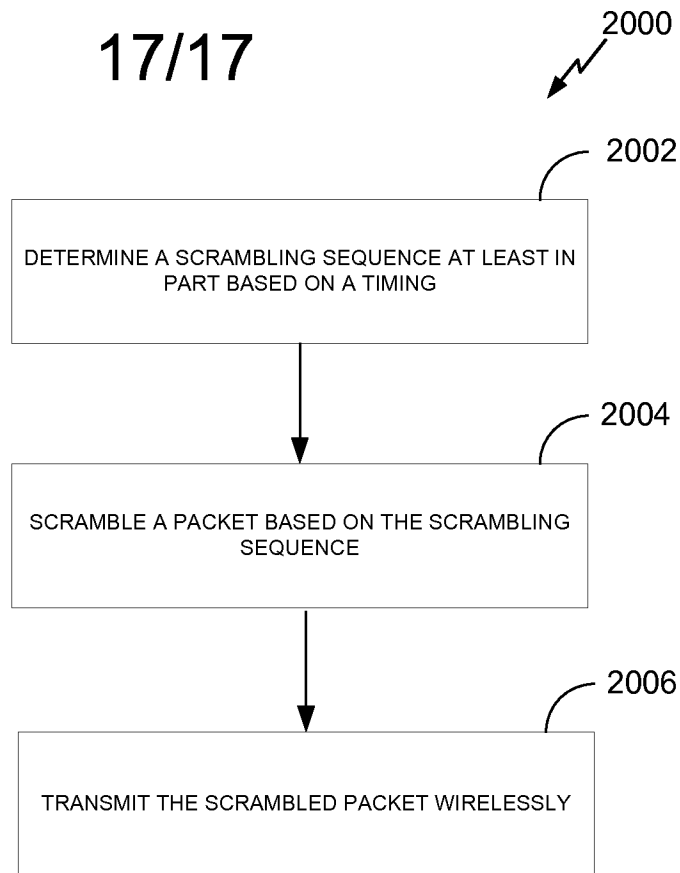 17/17
2000
2002
DETERMINE A SCRAMBLING SEQUENCE AT LEAST IN
PART BASED ON A TIMING
2004
SCRAMBLE A PACKET BASED ON THE SCRAMBLING
SEQUENCE
2006
TRANSMIT THE SCRAMBLED PACKET WIRELESSLY